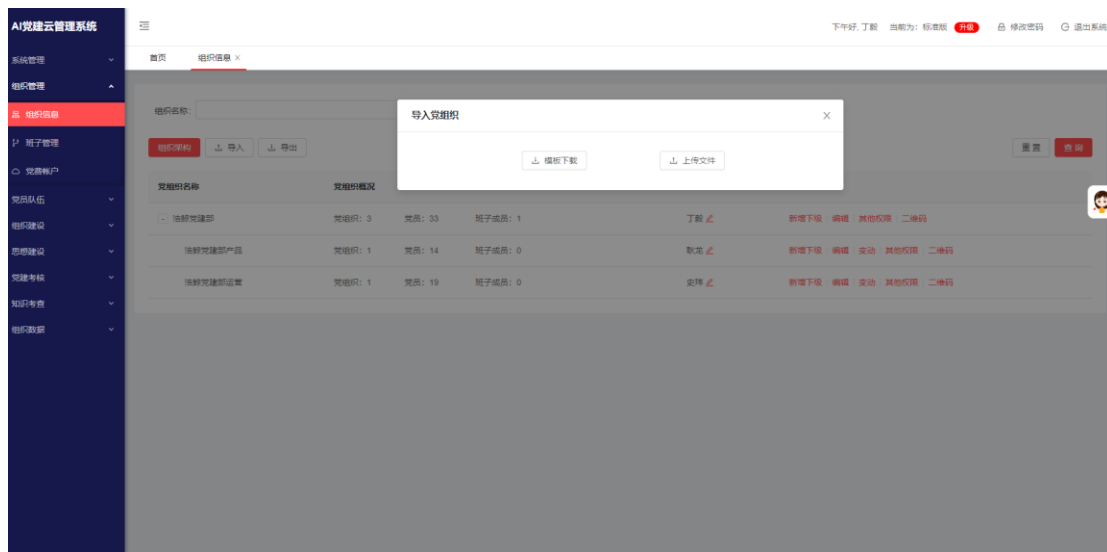 AI党建云管理系统
下午好, 丁毅 当前为: 标准版 升级 修改密码 退出系统
首页 组织信息 ×
系统管理
组织管理
组织信息
班子管理
党费帐户
党员队伍
组织建设
思想建设
党建考核
知识考查
组织数据
组织名称:
组织架构 导入 导出 重置 查询
导入党组织 ×
模板下载 上传文件
党组织名称 党组织概况
浩鲸党建部 党组织: 3 党员: 33 班子成员: 1 丁毅 新增下级 编辑 其他权限 二维码
浩鲸党建部产品 党组织: 1 党员: 14 班子成员: 0 耿龙 新增下级 编辑 变动 其他权限 二维码
浩鲸党建部运营 党组织: 1 党员: 19 班子成员: 0 史玮 新增下级 编辑 变动 其他权限 二维码